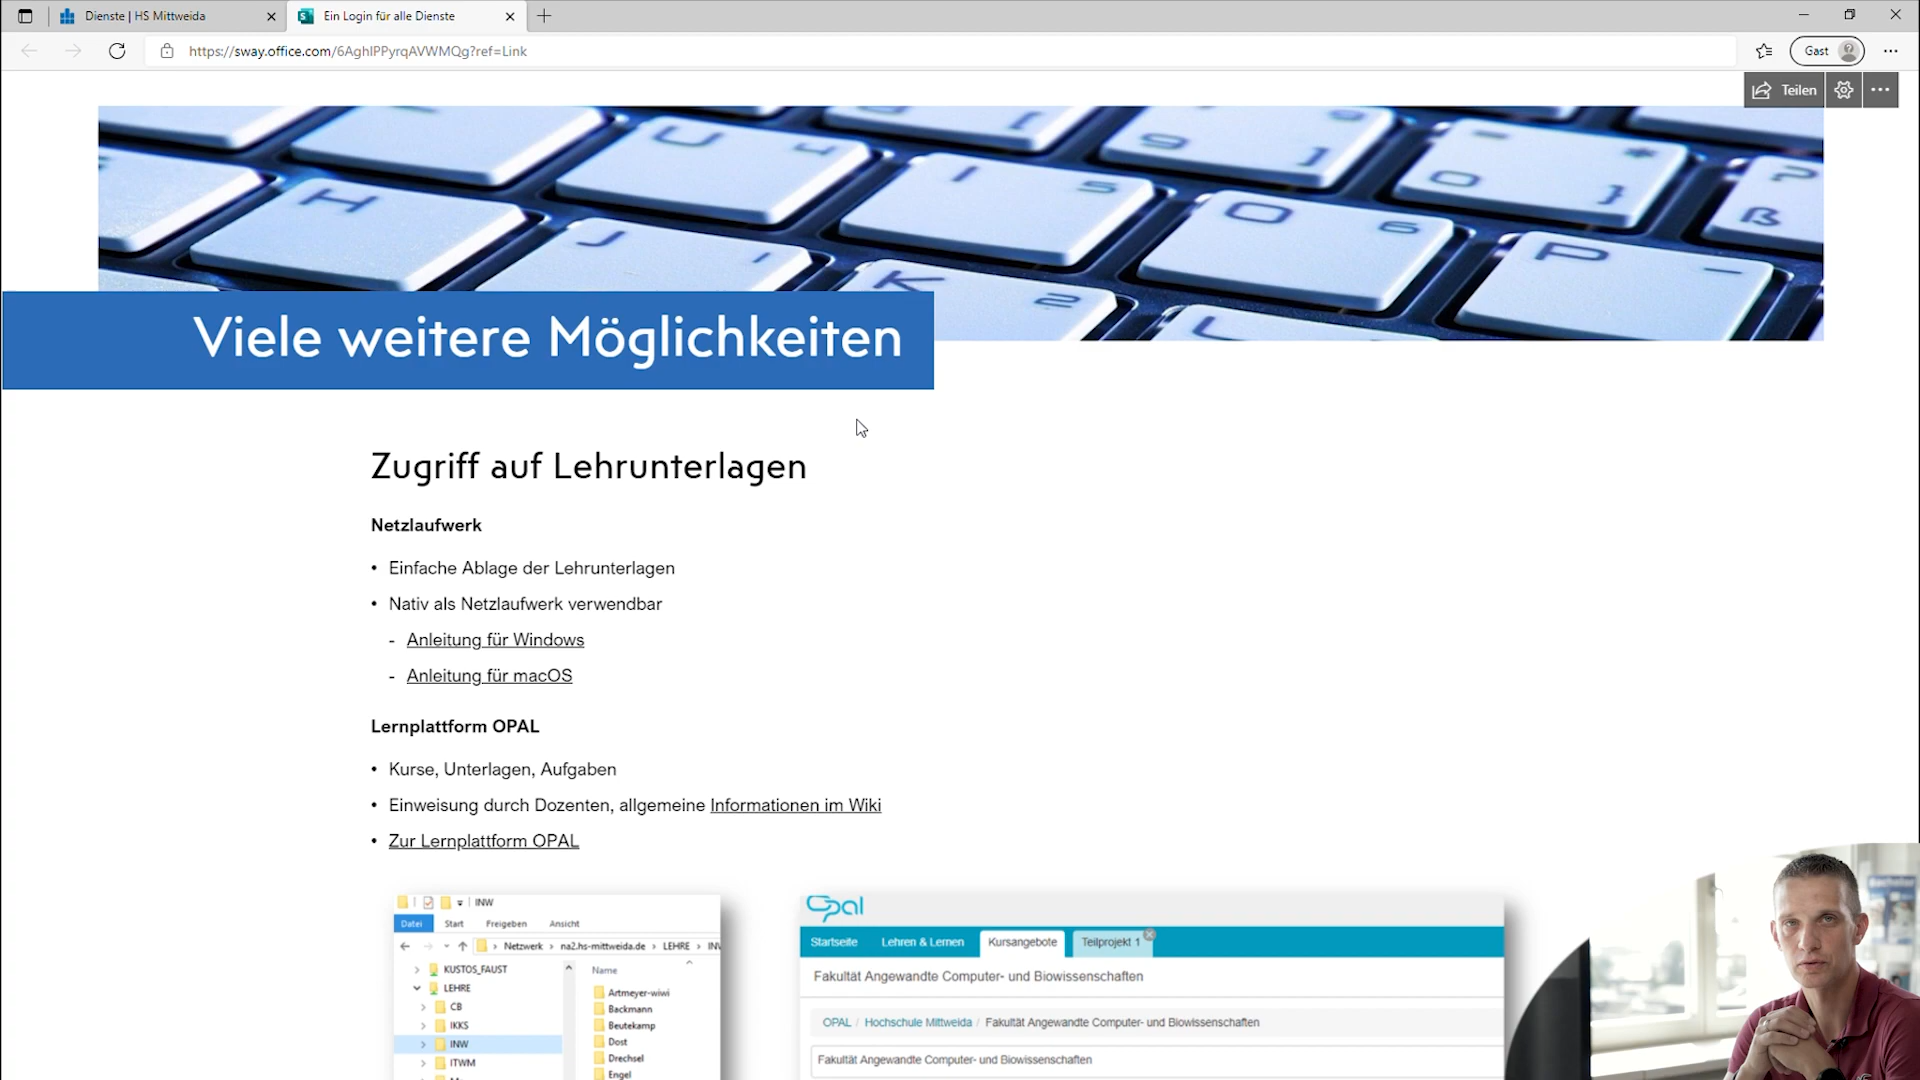 Dienste | HS Mittweida
Ein Login für alle Dienste
https://sway.office.com/6AghlPPyrqAVWMQg?ref=Link
Gast
Teilen
Viele weitere Möglichkeiten
Zugriff auf Lehrunterlagen
Netzlaufwerk
• Einfache Ablage der Lehrunterlagen
• Nativ als Netzlaufwerk verwendbar
- Anleitung für Windows
- Anleitung für macOS
Lernplattform OPAL
• Kurse, Unterlagen, Aufgaben
• Einweisung durch Dozenten, allgemeine Informationen im Wiki
• Zur Lernplattform OPAL
INW
Datei Start Freigeben Ansicht
Netzwerk > na2.hs-mittweida.de > LEHRE > INW
KUSTOS_FAUST
LEHRE
CB
IKKS
INW
ITWM
Name
Artmeyer-wiwi
Backmann
Beutekamp
Dost
Drechsel
Engel
Opal
Startseite Lehren & Lernen Kursangebote Teilprojekt 1
Fakultät Angewandte Computer- und Biowissenschaften
OPAL / Hochschule Mittweida / Fakultät Angewandte Computer- und Biowissenschaften
Fakultät Angewandte Computer- und Biowissenschaften